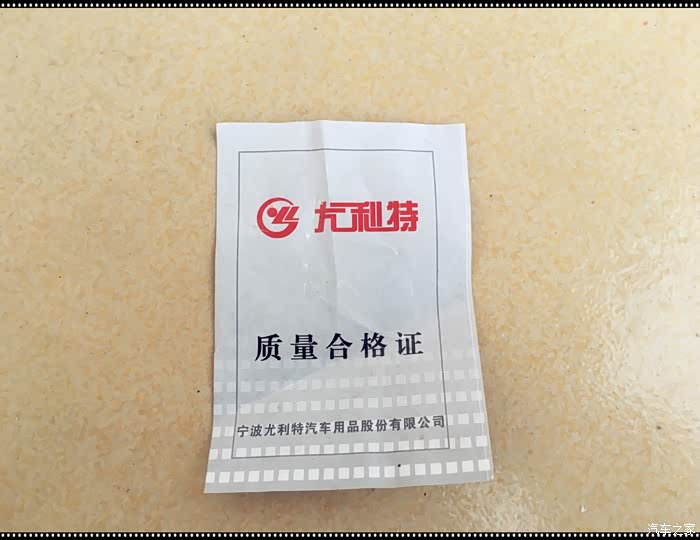 尤利特
质量合格证
宁波尤利特汽车用品股份有限公司
汽车之家